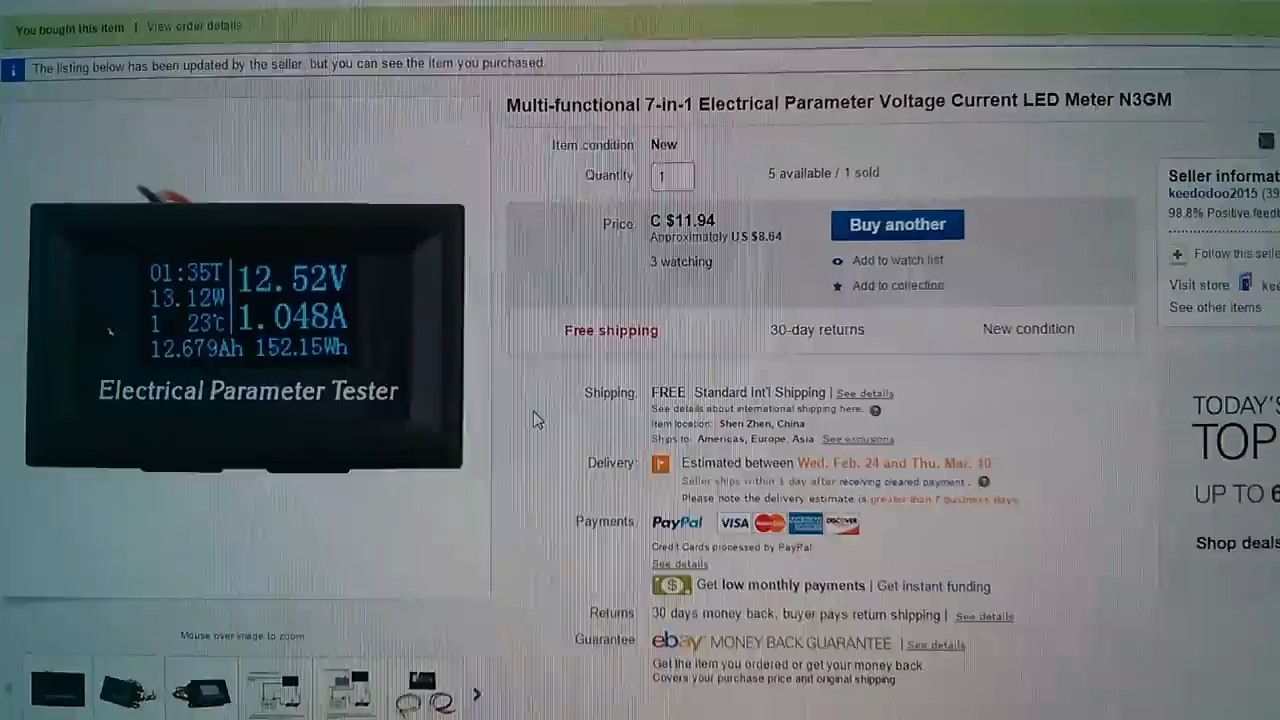 You bought this item | View order details
i The listing below has been updated by the seller, but you can see the item you purchased.
Multi-functional 7-in-1 Electrical Parameter Voltage Current LED Meter N3GM
Item condition New
Quantity 1 5 available / 1 sold
Price: C $11.94
Approximately US $8.64
Buy another
3 watching
Add to watch list
Add to collection
Free shipping 30-day returns New condition
Shipping: FREE Standard Int'l Shipping | See details
See details about international shipping here. ?
Item location: Shen Zhen, China
Ships to: Americas, Europe, Asia See exclusions
Delivery: Estimated between Wed. Feb. 24 and Thu. Mar. 10
Seller ships within 1 day after receiving cleared payment. ?
Please note the delivery estimate is greater than 7 business days.
Payments: PayPal VISA MasterCard DISCOVER
Credit Cards processed by PayPal
See details
$ Get low monthly payments | Get instant funding
Returns: 30 days money back, buyer pays return shipping | See details
Guarantee: ebay MONEY BACK GUARANTEE | See details
Get the item you ordered or get your money back.
Covers your purchase price and original shipping.
01:35T 12.52V
13.12W
1 23℃ 1.048A
12.679Ah 152.15Wh
Electrical Parameter Tester
Mouse over image to zoom
Seller informat
keedodoo2015 (39
98.8% Positive feedb
Follow this selle
Visit store: kee
See other items
TODAY'S
TOP
UP TO 6
Shop deals